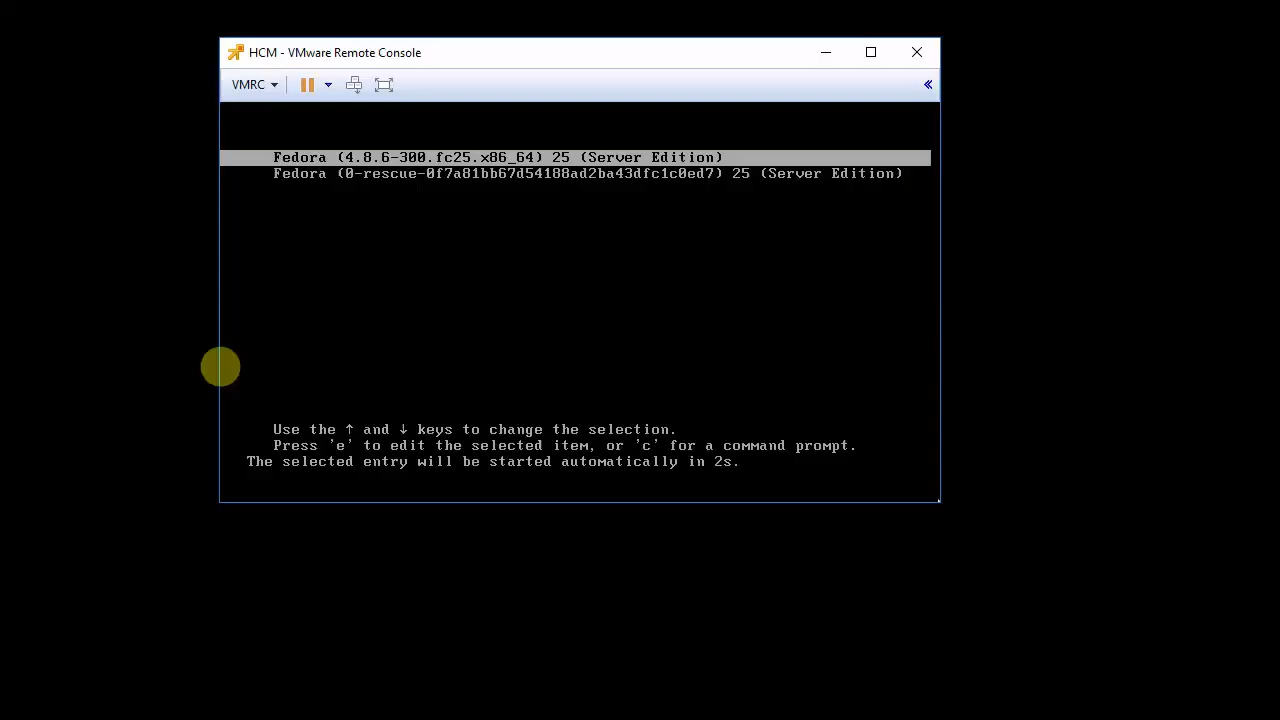 HCM - VMware Remote Console
VMRC
Fedora (4.8.6-300.fc25.x86_64) 25 (Server Edition)
Fedora (0-rescue-0f7a81bb67d54188ad2ba43dfc1c0ed7) 25 (Server Edition)
Use the ↑ and ↓ keys to change the selection.
Press 'e' to edit the selected item, or 'c' for a command prompt.
The selected entry will be started automatically in 2s.